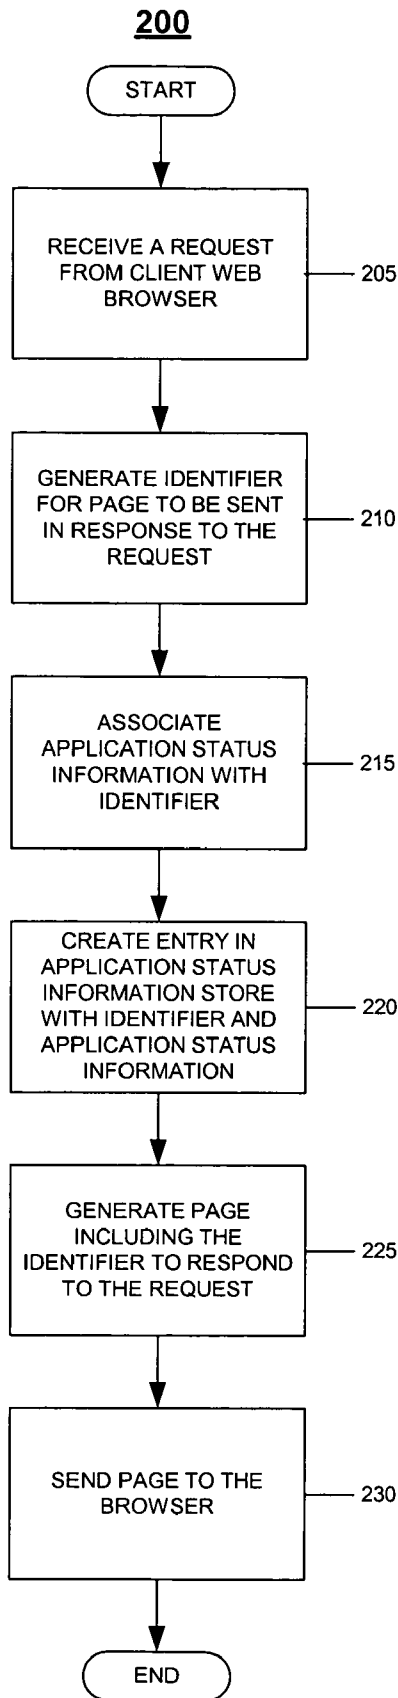 200
START
RECEIVE A REQUEST
FROM CLIENT WEB
BROWSER
205
GENERATE IDENTIFIER
FOR PAGE TO BE SENT
IN RESPONSE TO THE
REQUEST
210
ASSOCIATE
APPLICATION STATUS
INFORMATION WITH
IDENTIFIER
215
CREATE ENTRY IN
APPLICATION STATUS
INFORMATION STORE
WITH IDENTIFIER AND
APPLICATION STATUS
INFORMATION
220
GENERATE PAGE
INCLUDING THE
IDENTIFIER TO RESPOND
TO THE REQUEST
225
SEND PAGE TO THE
BROWSER
230
END